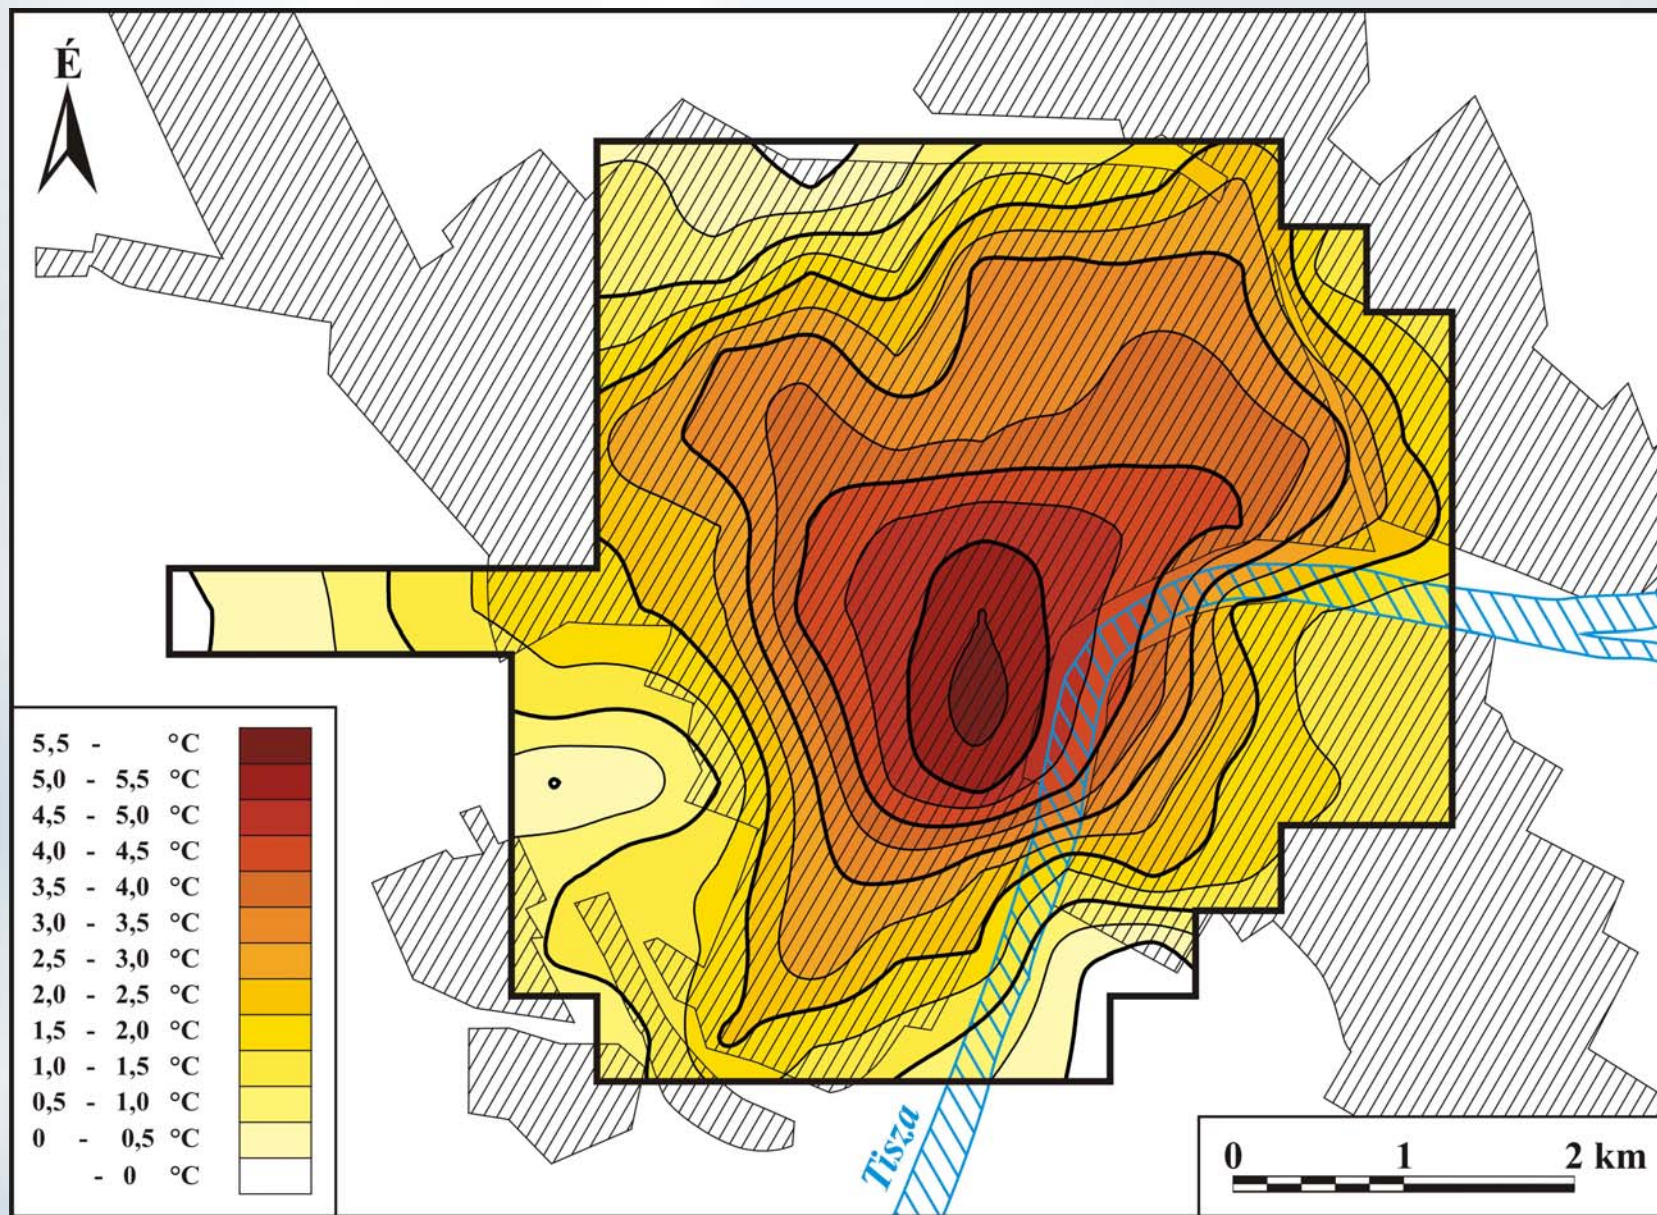 É
5,5 - °C
5,0 - 5,5 °C
4,5 - 5,0 °C
4,0 - 4,5 °C
3,5 - 4,0 °C
3,0 - 3,5 °C
2,5 - 3,0 °C
2,0 - 2,5 °C
1,5 - 2,0 °C
1,0 - 1,5 °C
0,5 - 1,0 °C
0 - 0,5 °C
- 0 °C
Tisza
0 1 2 km